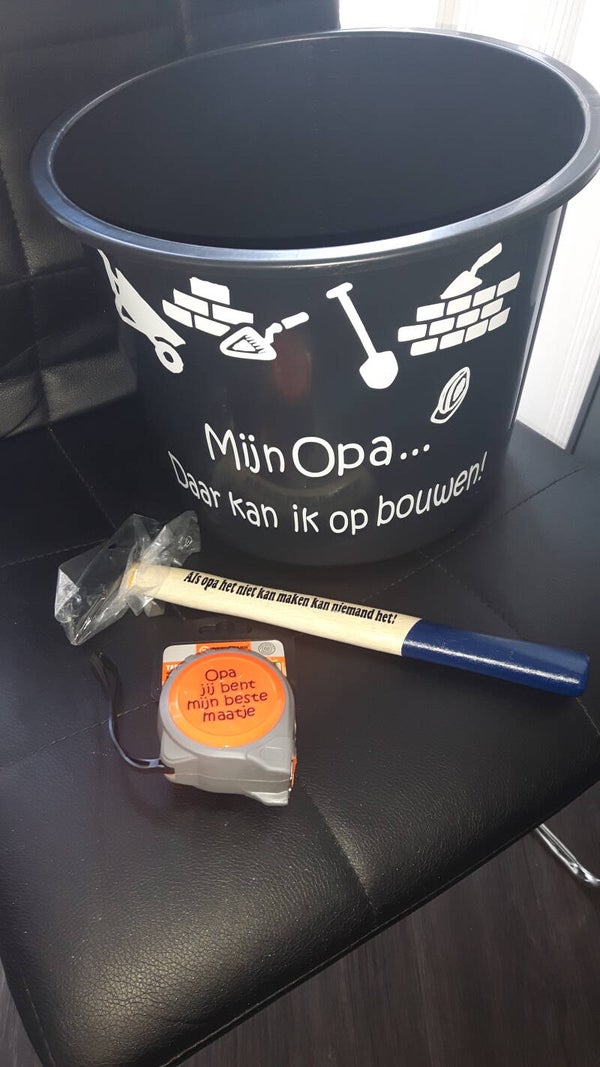 Mijn Opa...
Daar kan ik op bouwen!
Als opa het niet kan maken kan niemand het!
Opa
jij bent
mijn beste
maatje